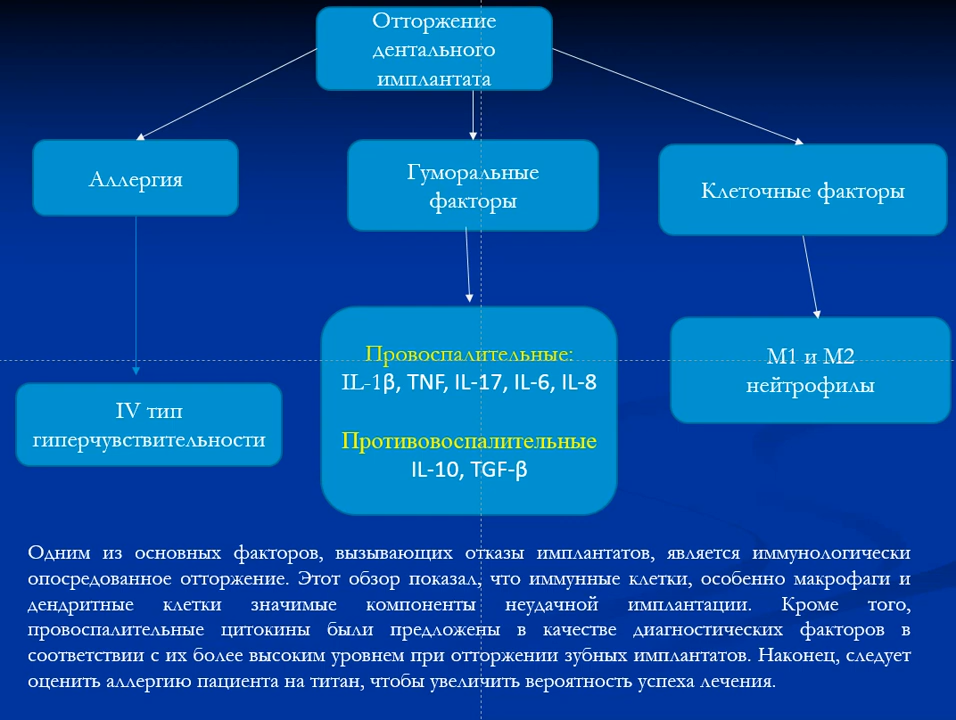 Отторжение
дентального
имплантата
Аллергия
Гуморальные
факторы
Клеточные факторы
IV тип
гиперчувствительности
Провоспалительные:
IL-1β, TNF, IL-17, IL-6, IL-8
Противовоспалительные
IL-10, TGF-β
М1 и М2
нейтрофилы
Одним из основных факторов, вызывающих отказы имплантатов, является иммунологически
опосредованное отторжение. Этот обзор показал, что иммунные клетки, особенно макрофаги и
дендритные клетки значимые компоненты неудачной имплантации. Кроме того,
провоспалительные цитокины были предложены в качестве диагностических факторов в
соответствии с их более высоким уровнем при отторжении зубных имплантатов. Наконец, следует
оценить аллергию пациента на титан, чтобы увеличить вероятность успеха лечения.